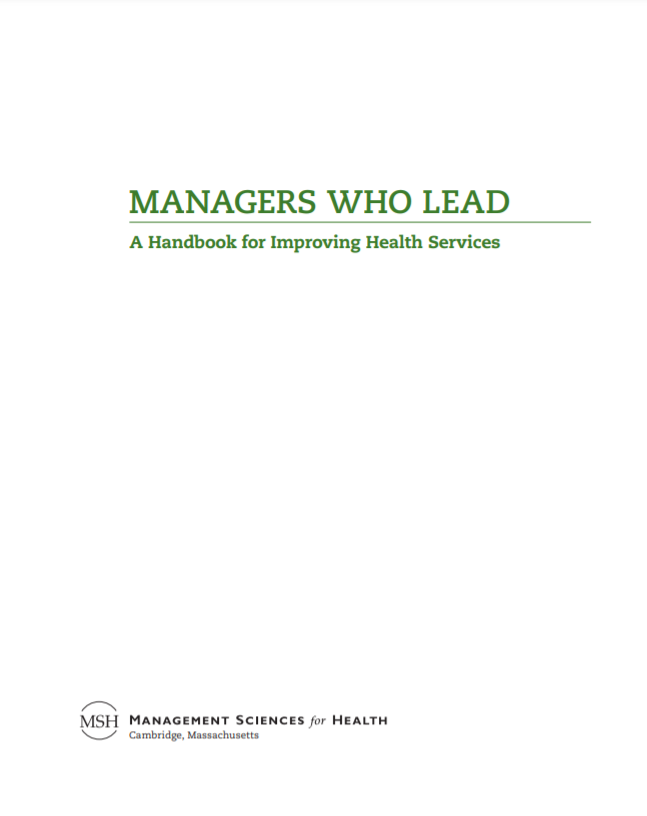 MANAGERS WHO LEAD
A Handbook for Improving Health Services
MSH MANAGEMENT SCIENCES for HEALTH
Cambridge, Massachusetts